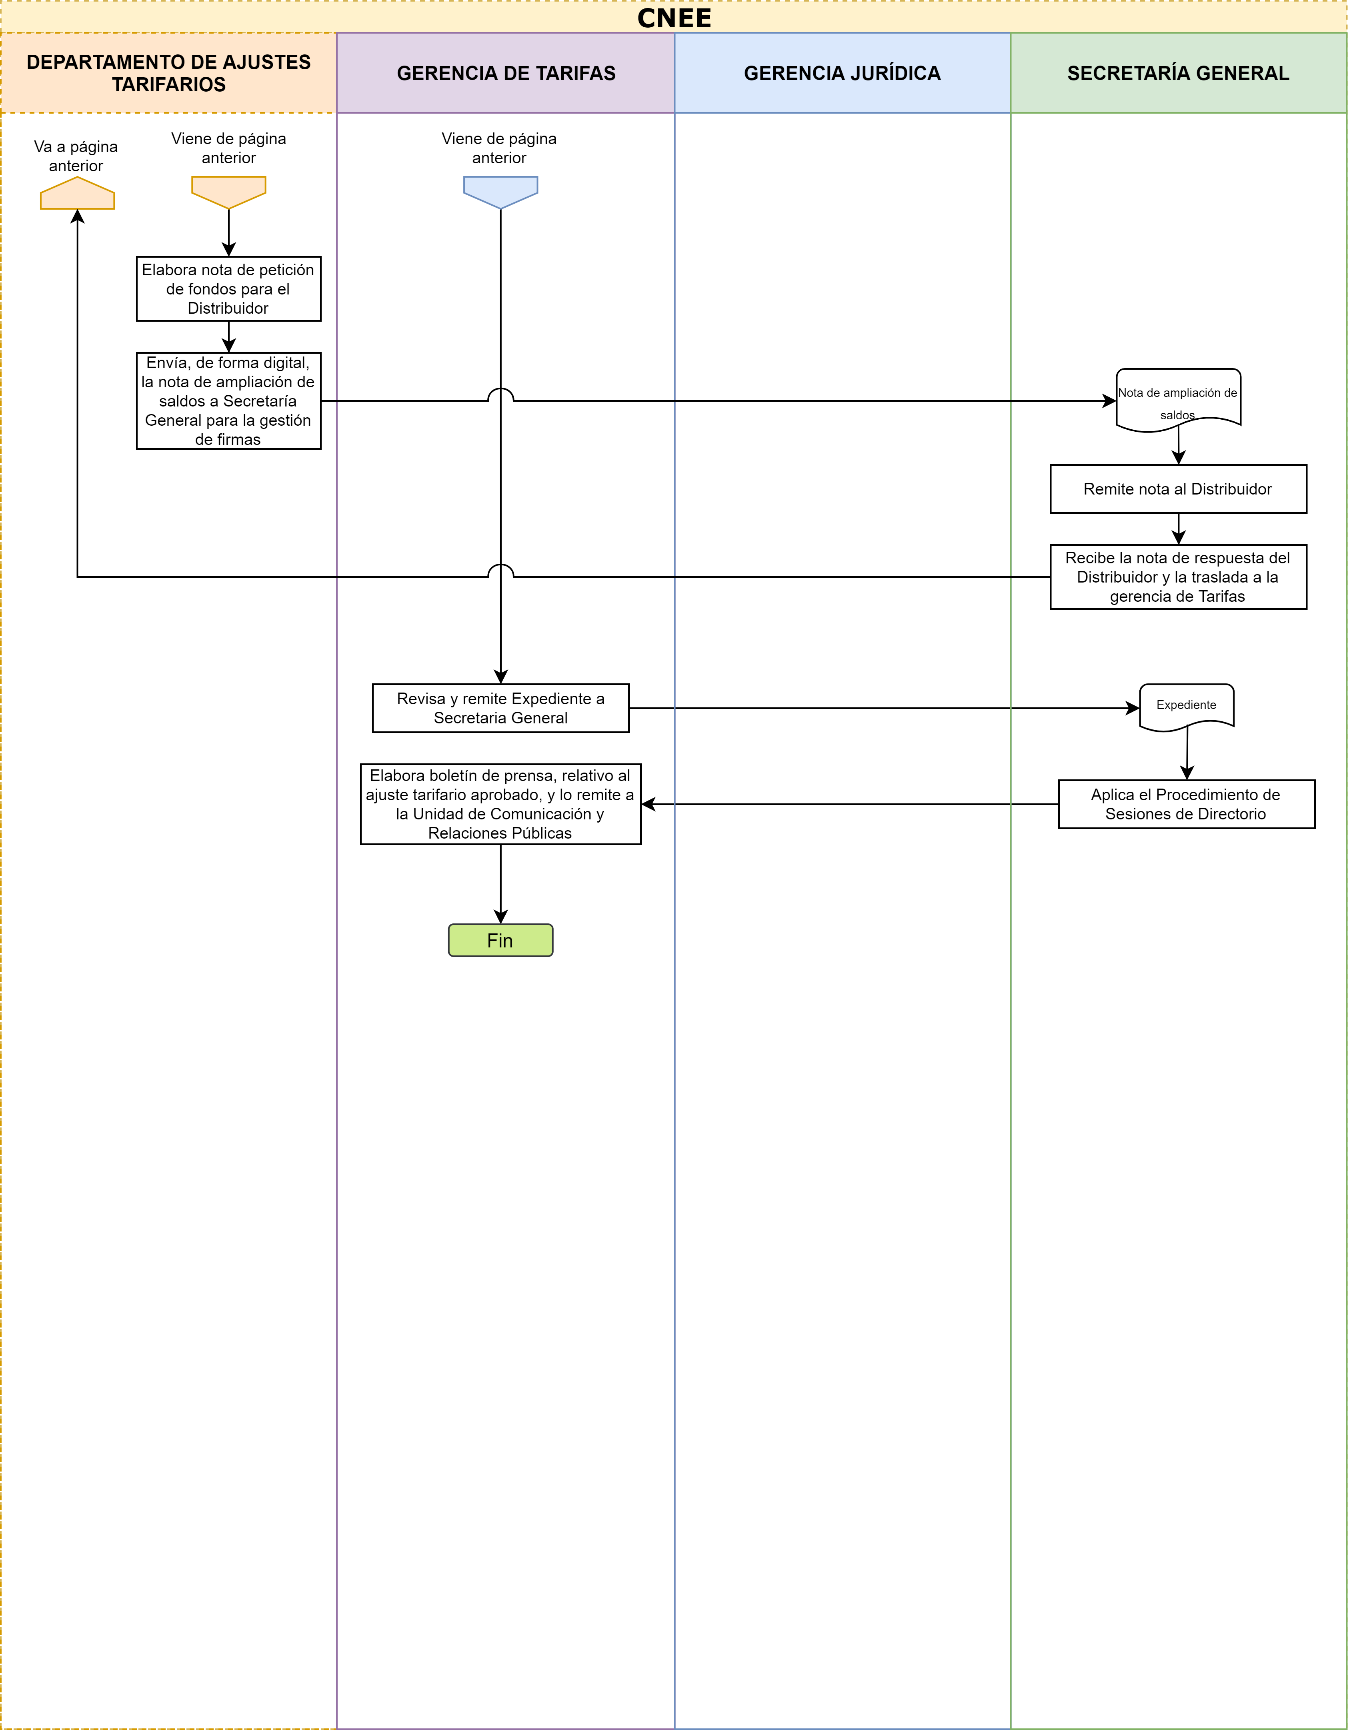 CNEE
DEPARTAMENTO DE AJUSTES
TARIFARIOS
GERENCIA DE TARIFAS
GERENCIA JURÍDICA
SECRETARÍA GENERAL
Va a página
anterior
Viene de página
anterior
Viene de página
anterior
Elabora nota de petición
de fondos para el
Distribuidor
Envía, de forma digital,
la nota de ampliación de
saldos a Secretaría
General para la gestión
de firmas
Nota de ampliación de
saldos
Remite nota al Distribuidor
Recibe la nota de respuesta del
Distribuidor y la traslada a la
gerencia de Tarifas
Revisa y remite Expediente a
Secretaria General
Expediente
Elabora boletín de prensa, relativo al
ajuste tarifario aprobado, y lo remite a
la Unidad de Comunicación y
Relaciones Públicas
Aplica el Procedimiento de
Sesiones de Directorio
Fin